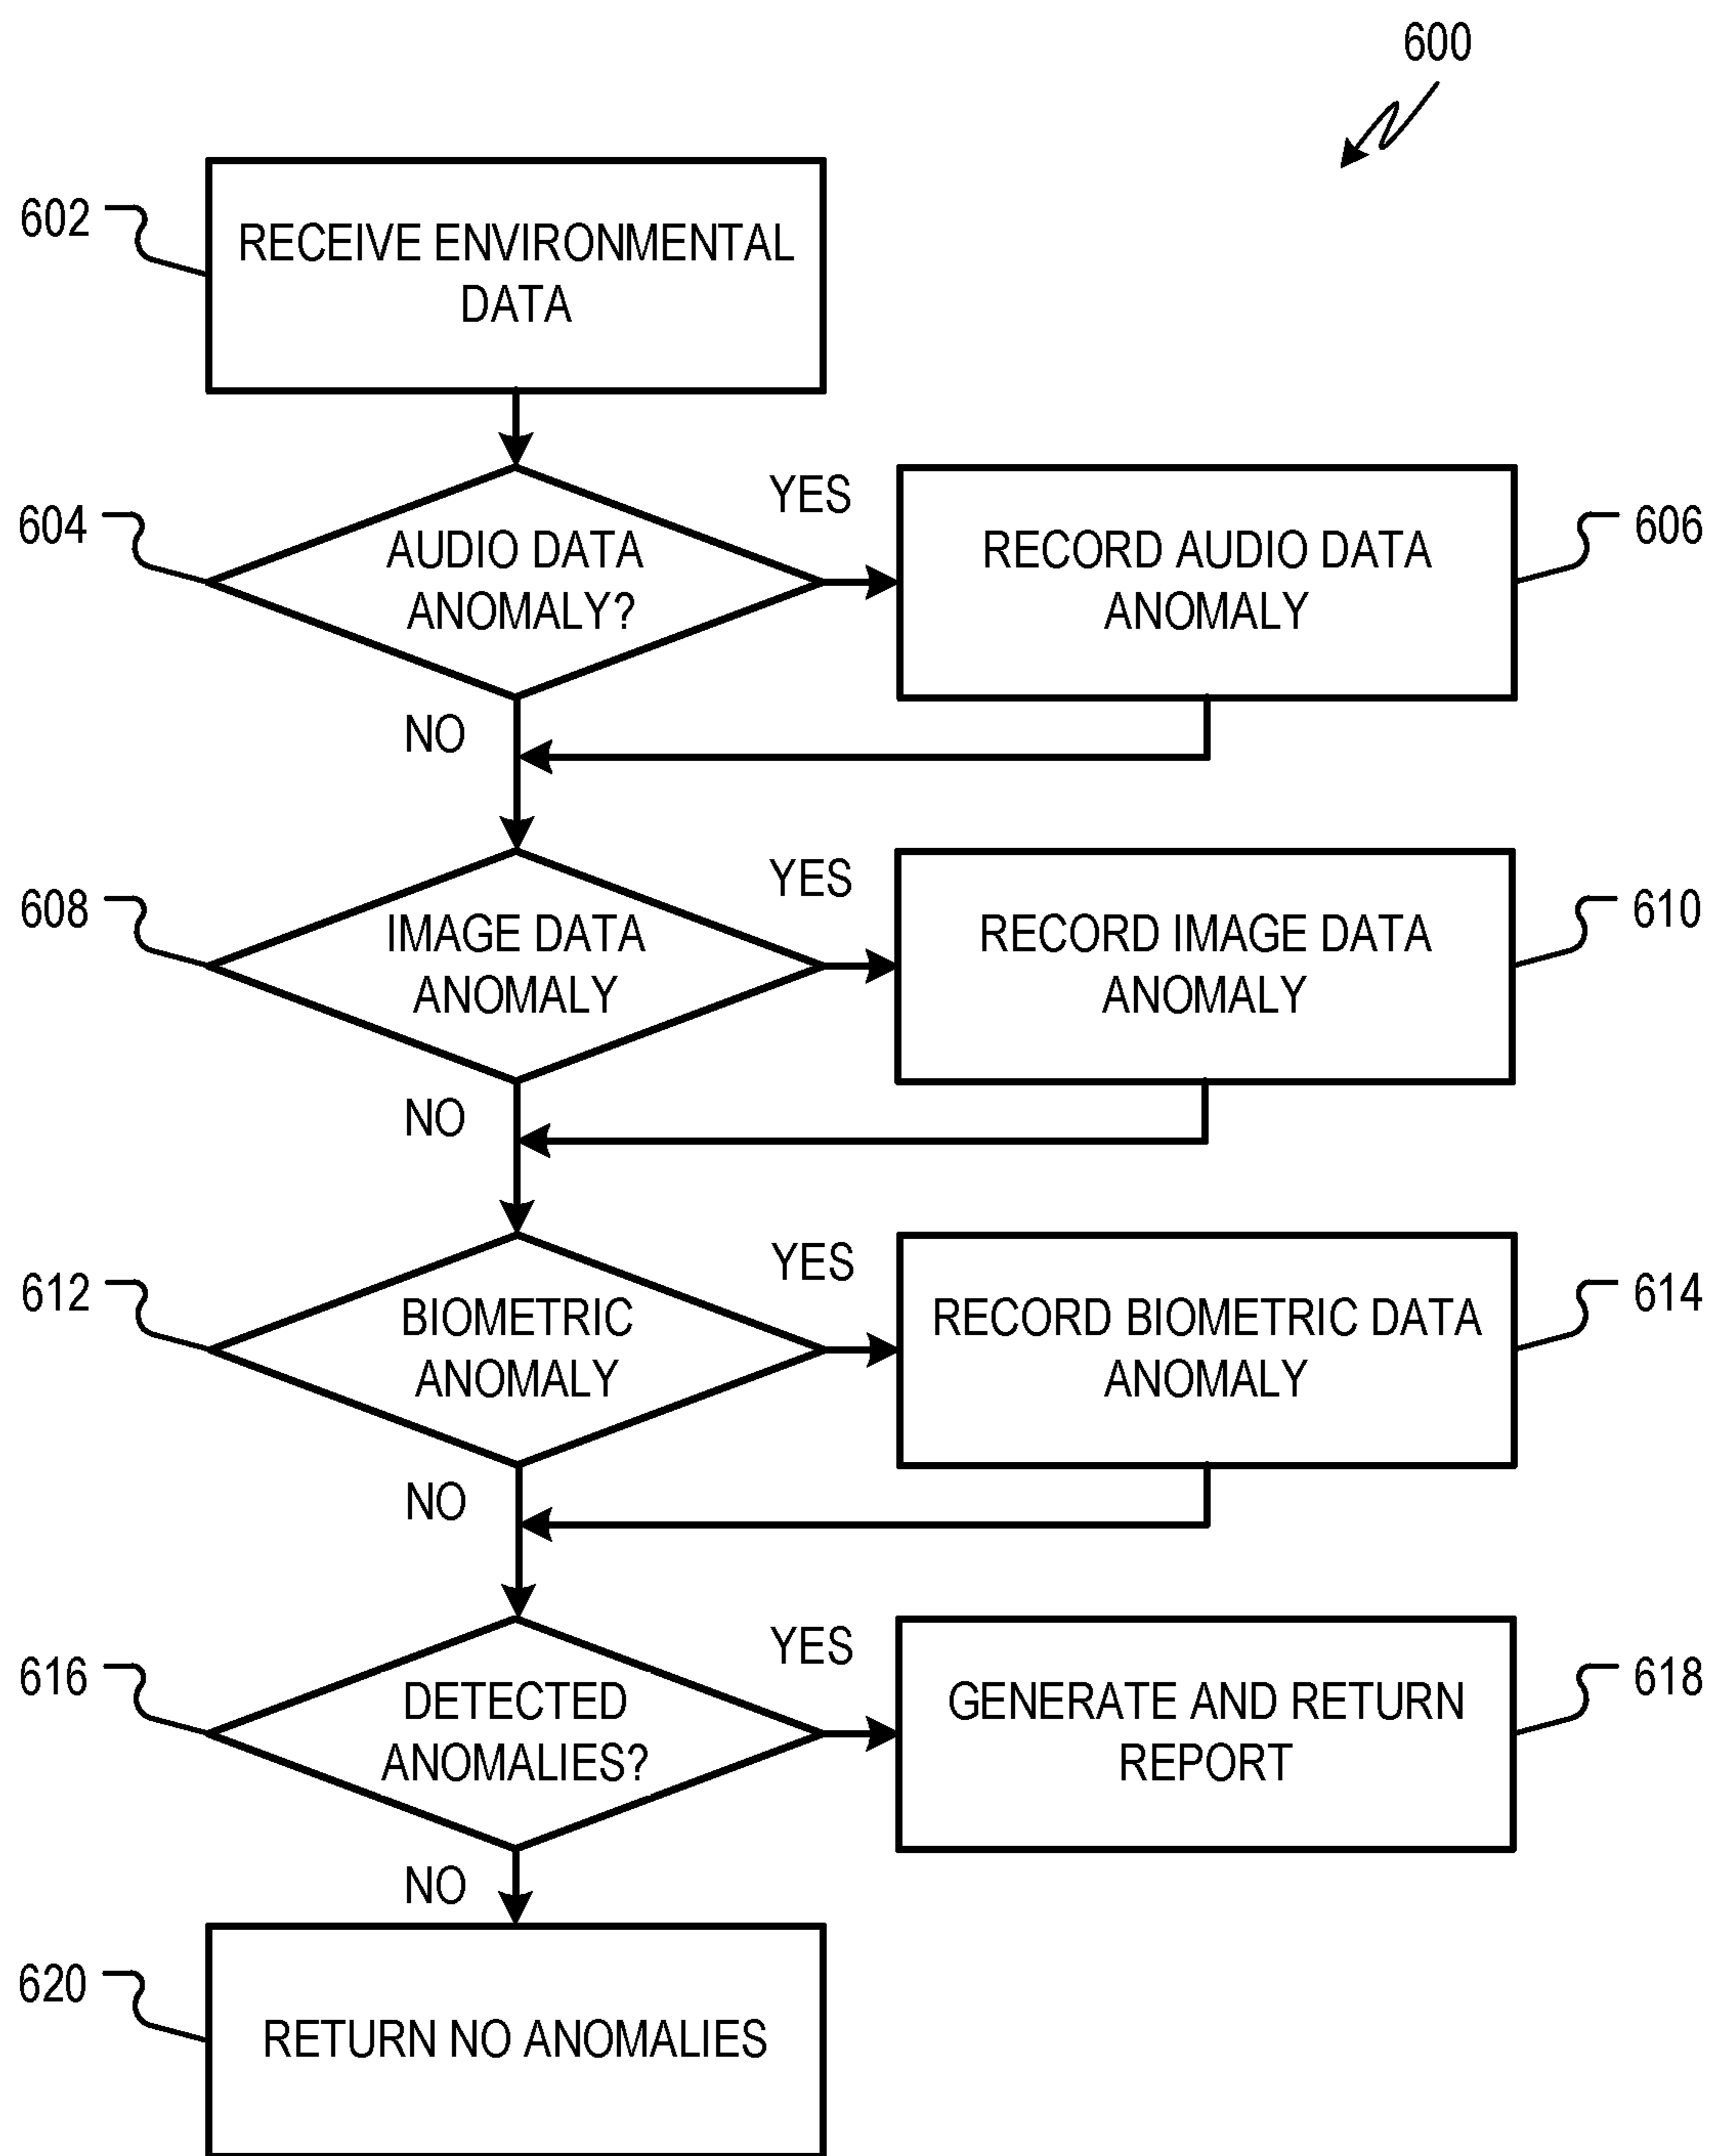 600
602
RECEIVE ENVIRONMENTAL
DATA
604
AUDIO DATA
ANOMALY?
YES
RECORD AUDIO DATA
ANOMALY
606
NO
608
IMAGE DATA
ANOMALY
YES
RECORD IMAGE DATA
ANOMALY
610
NO
612
BIOMETRIC
ANOMALY
YES
RECORD BIOMETRIC DATA
ANOMALY
614
NO
616
DETECTED
ANOMALIES?
YES
GENERATE AND RETURN
REPORT
618
NO
620
RETURN NO ANOMALIES